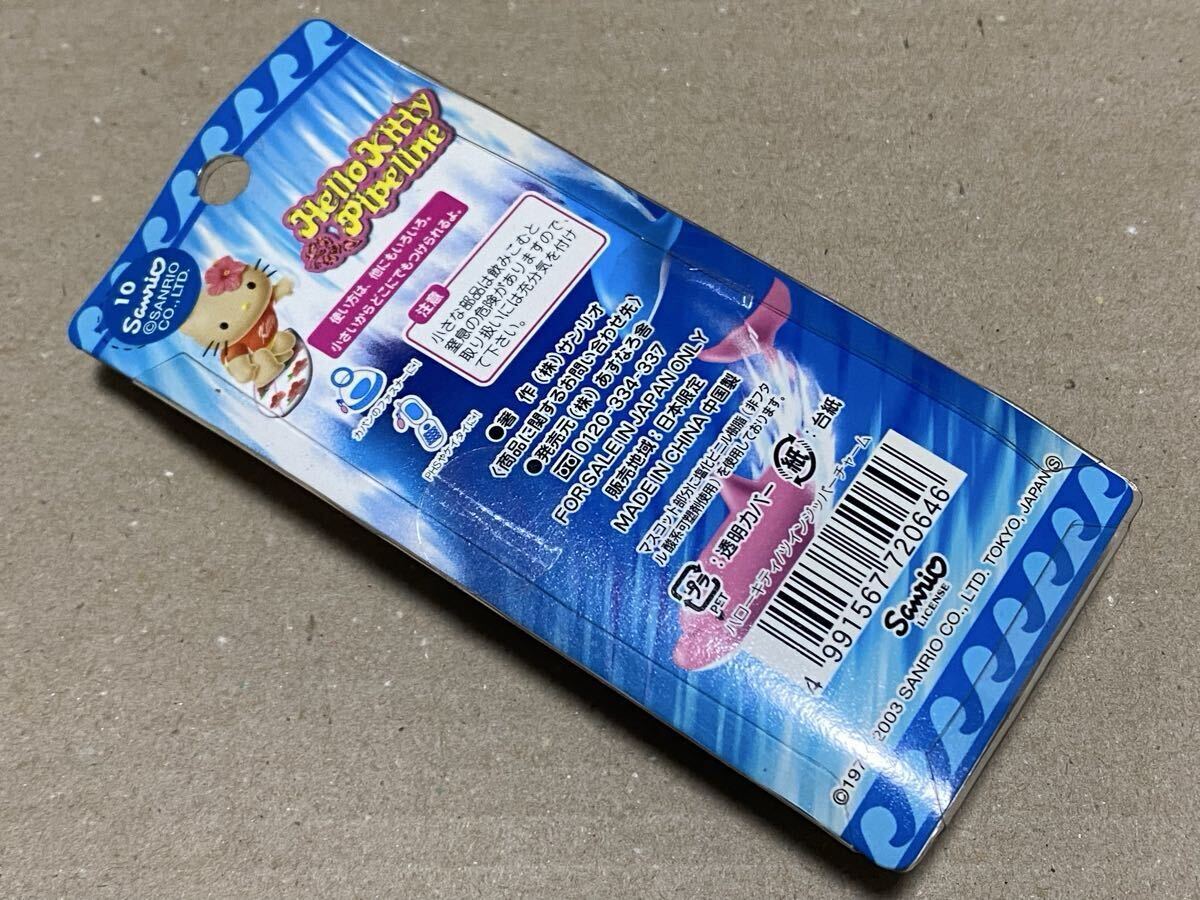 10
Sanrio
©SANRIO
CO., LTD.
Hello Kitty
Pipeline
使い方は、他にもいろいろ。
小さいからどこにでもつけられるよ。
カバンのファスナーに!
PHSやケイタイに!
注意
小さな部品は飲みこむと
窒息の危険がありますので、
取り扱いには充分気を付け
て下さい。
●著 作(株)サンリオ
(商品に関するお問い合わせ先)
●発売元(株)あすなろ舎
0120-334-337
FOR SALE IN JAPAN ONLY
販売地域:日本限定
MADE IN CHINA 中国製
マスコット部分に塩化ビニル樹脂(非フタ
ル酸系可塑剤使用)を使用しております。
プラ
PET
:透明カバー
紙
:台紙
ハローキティ/ツインジッパーチャーム
4 991567 720646
Sanrio
LICENSE
2003 SANRIO CO., LTD. TOKYO, JAPAN Ⓢ